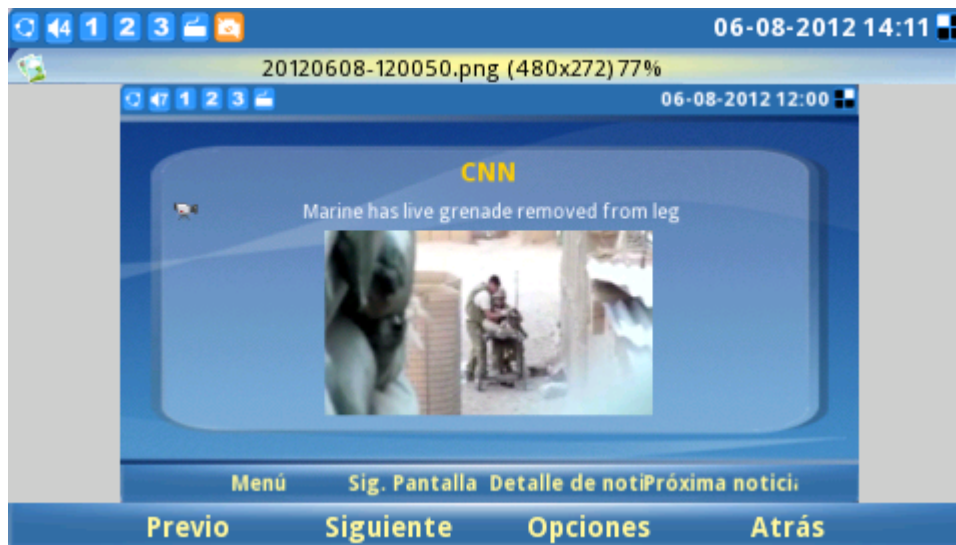 4 1 2 3 06-08-2012 14:11
20120608-120050.png (480x272) 77%
7 1 2 3 06-08-2012 12:00
CNN
Marine has live grenade removed from leg
Menú Sig. Pantalla Detalle de noti Próxima notici
Previo Siguiente Opciones Atrás